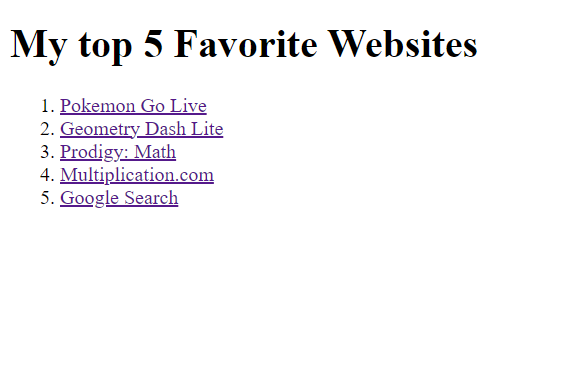 My top 5 Favorite Websites
1. Pokemon Go Live
2. Geometry Dash Lite
3. Prodigy: Math
4. Multiplication.com
5. Google Search